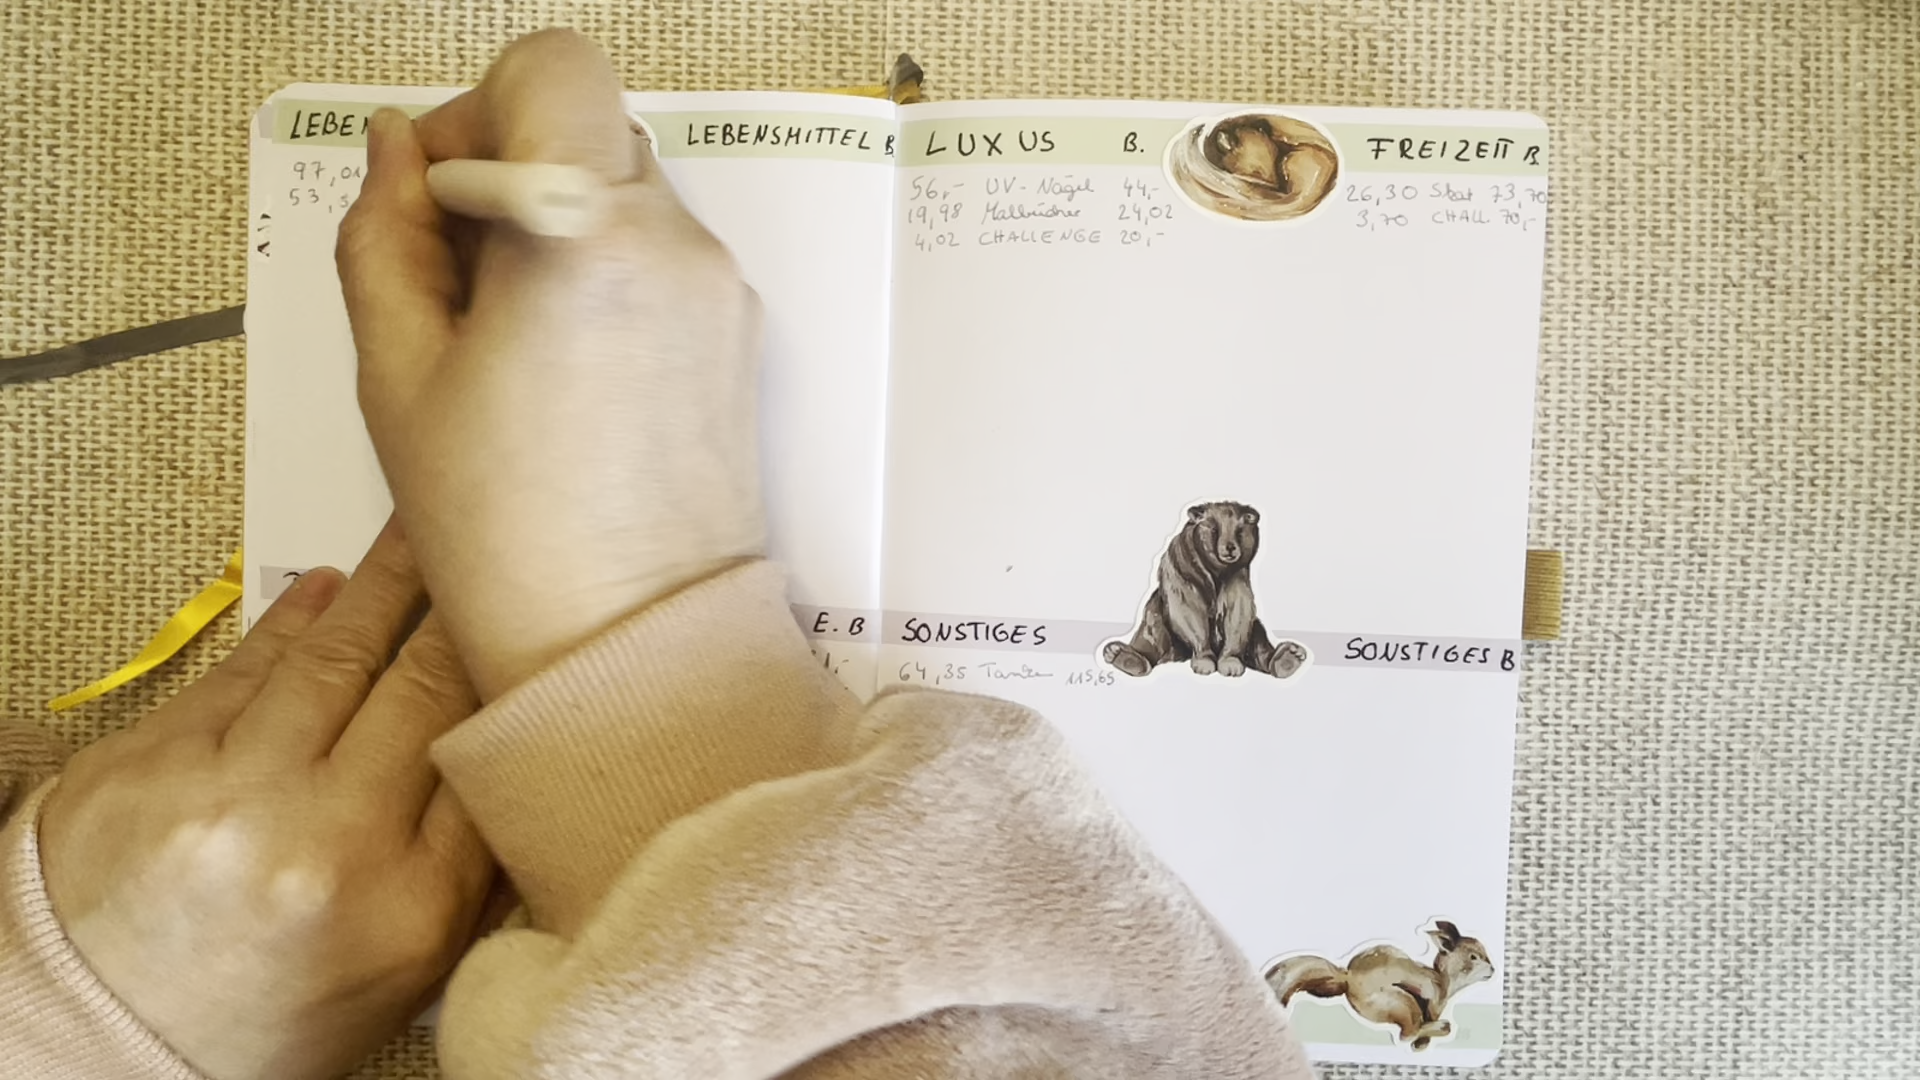 LEBEN
97,01
53,
LEBENSMITTEL B
LUXUS B.
56,- UV-Nägel 44,-
19,98 Malbücher 24,02
4,02 CHALLENGE 20,-
FREIZEIT B.
26,30 Skat 73,70
3,70 CHALL. 70,-
E. B
SONSTIGES
64,35 Tanken 115,65
SONSTIGES B